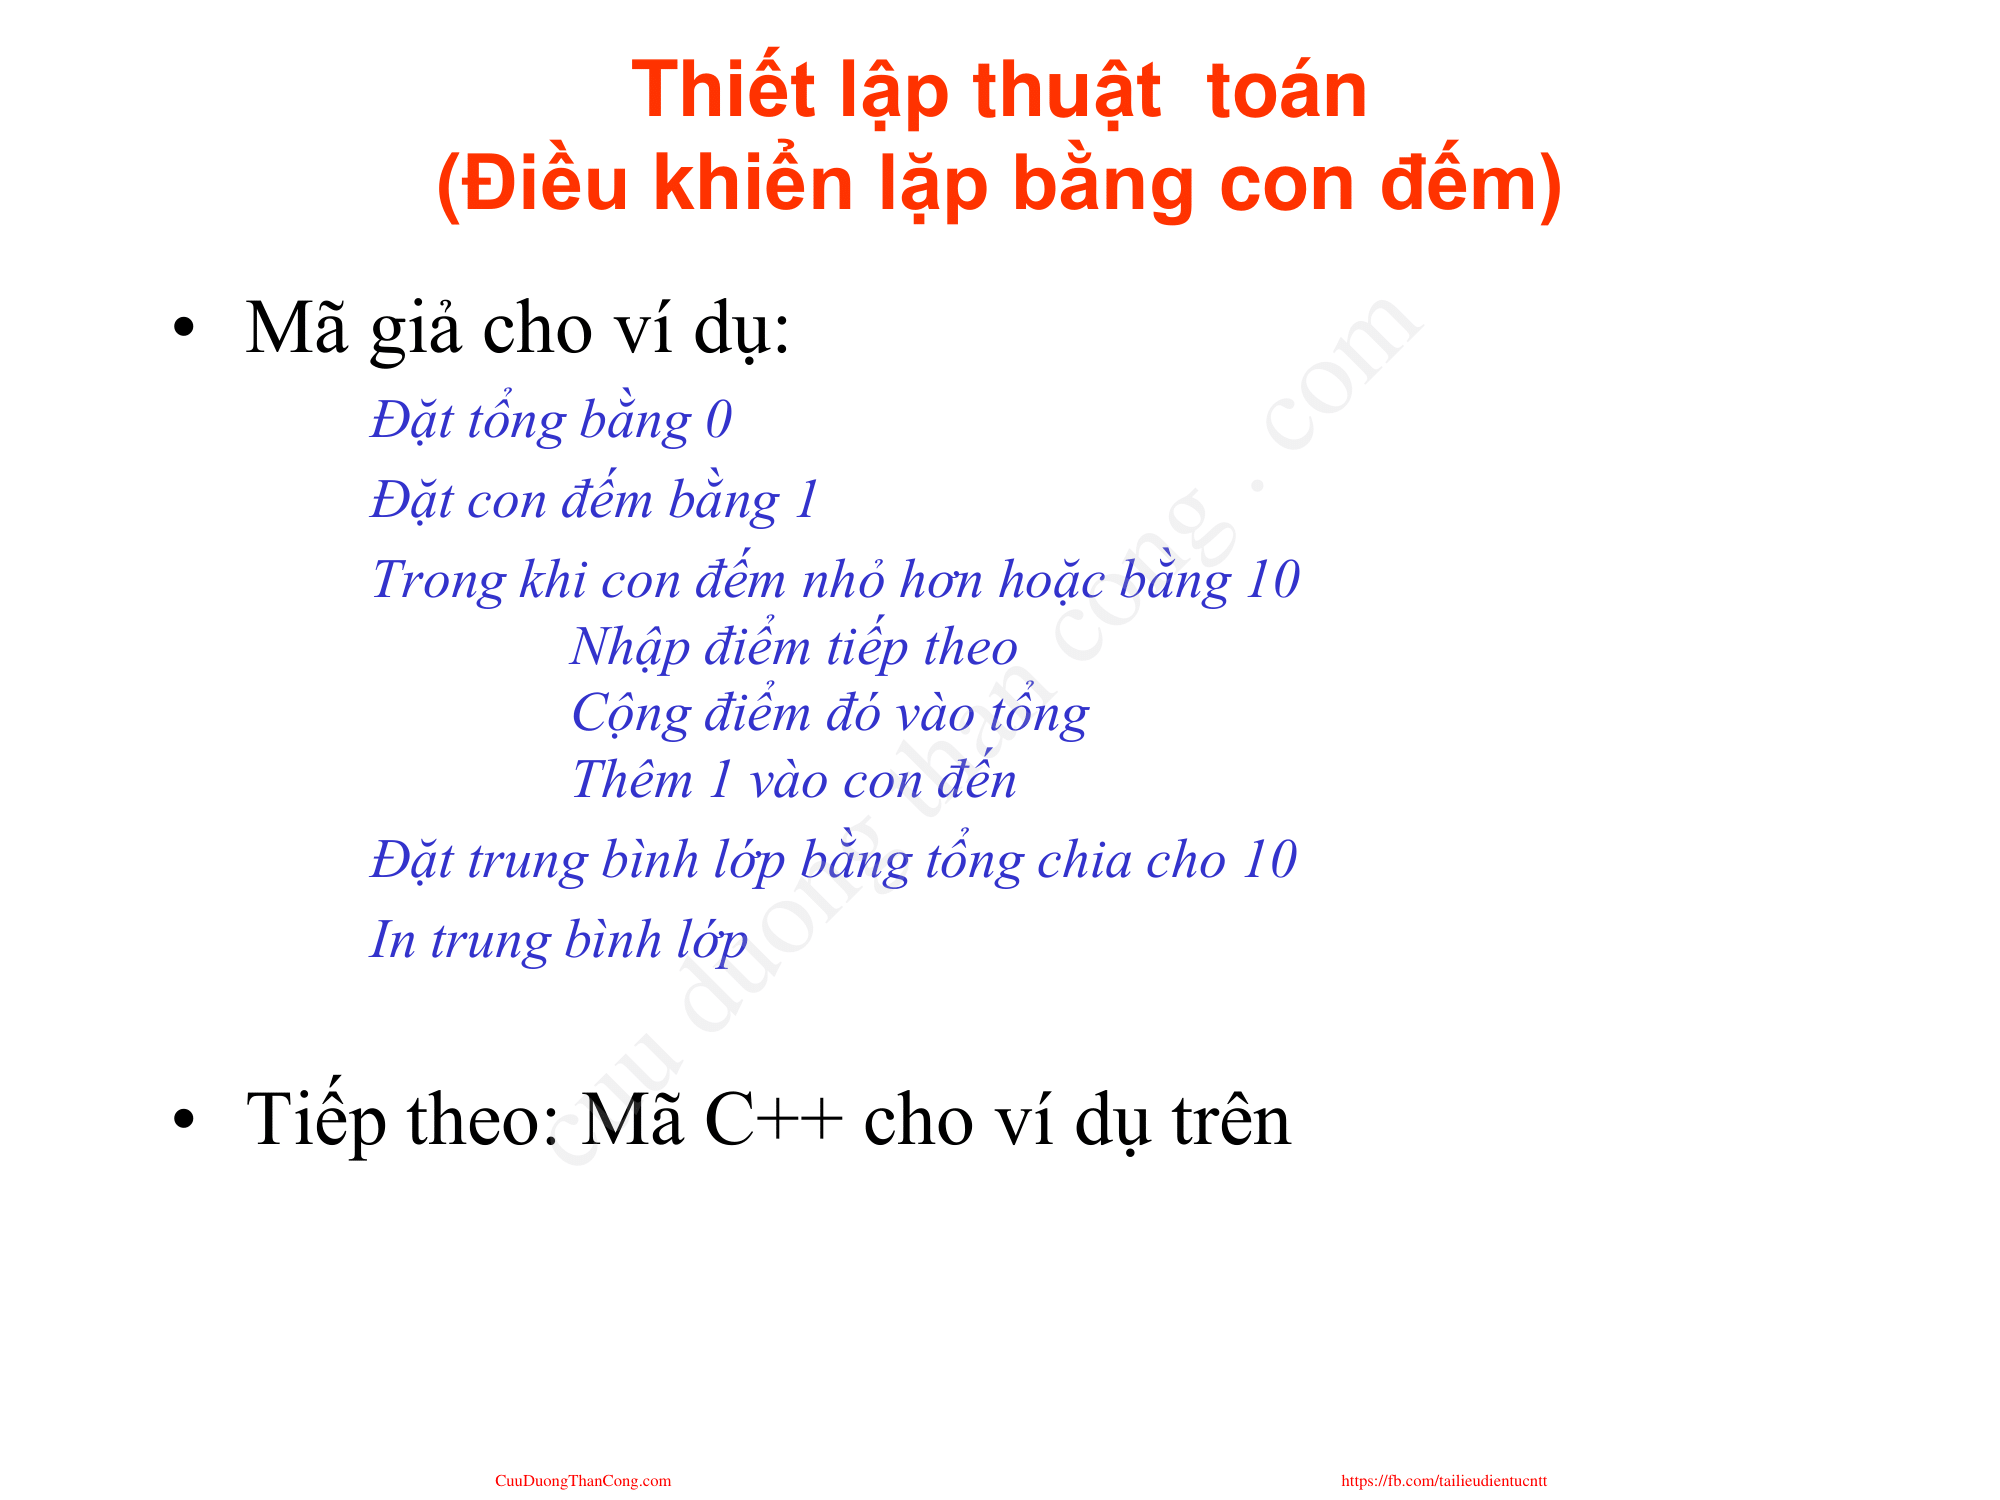 Thiết lập thuật  toán
(Điều khiển lặp bằng con đếm)
• Mã giả cho ví dụ:
Đặt tổng bằng 0
Đặt con đếm bằng 1
Trong khi con đếm nhỏ hơn hoặc bằng 10
Nhập điểm tiếp theo
Cộng điểm đó vào tổng
Thêm 1 vào con đến
Đặt trung bình lớp bằng tổng chia cho 10
In trung bình lớp
• Tiếp theo: Mã C++ cho ví dụ trên
cuu duong than cong . com
CuuDuongThanCong.com
https://fb.com/tailieudientucntt